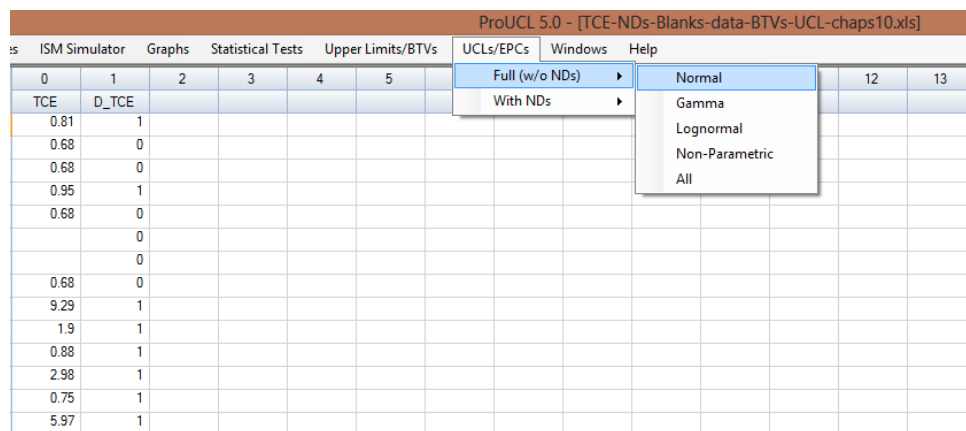 ProUCL 5.0 - [TCE-NDs-Blanks-data-BTVs-UCL-chaps10.xls]
es ISM Simulator Graphs Statistical Tests Upper Limits/BTVs UCLs/EPCs Windows Help
0 1 2 3 4 5 12 13
Full (w/o NDs)
With NDs
Normal
Gamma
Lognormal
Non-Parametric
All
TCE D_TCE
0.81 1
0.68 0
0.68 0
0.95 1
0.68 0
0
0
0.68 0
9.29 1
1.9 1
0.88 1
2.98 1
0.75 1
5.97 1